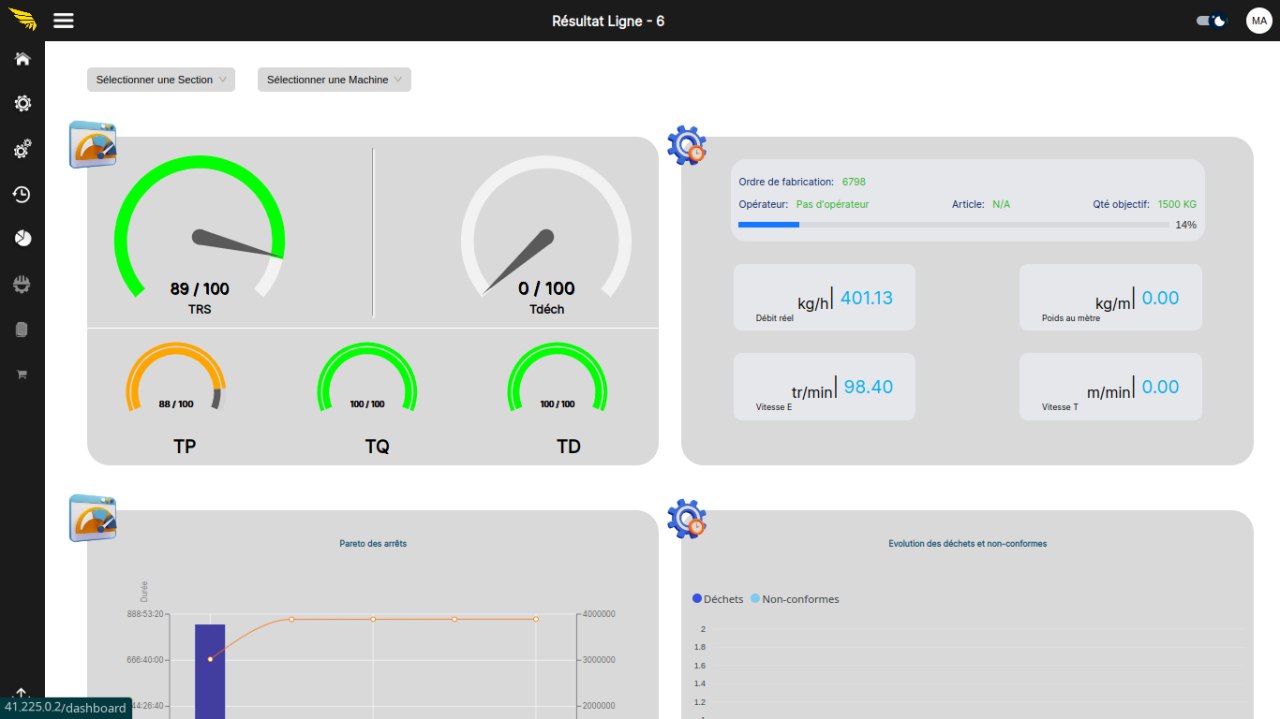 Résultat Ligne - 6
MA
Sélectionner une Section
Sélectionner une Machine
89 / 100
TRS
0 / 100
Tdéch
88 / 100
100 / 100
100 / 100
TP
TQ
TD
Ordre de fabrication: 6798
Opérateur: Pas d'opérateur Article: N/A Qté objectif: 1500 KG
14%
kg/h 401.13
Débit réel
kg/m 0.00
Poids au mètre
tr/min 98.40
Vitesse E
m/min 0.00
Vitesse T
Pareto des arrêts
Durée
888:53:20
4000000
666:40:00
3000000
44:26:40
2000000
Evolution des déchets et non-conformes
Déchets Non-conformes
2
1.8
1.6
1.4
1.2
41.225.0.2/dashboard